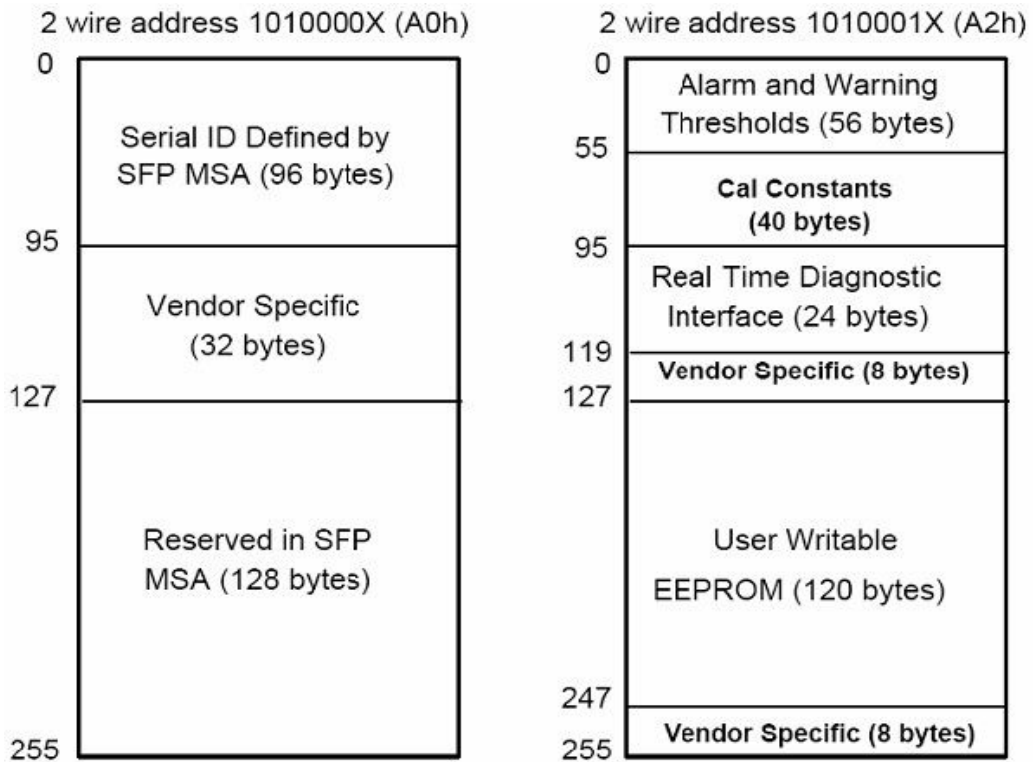 2 wire address 1010000X (A0h)
0
Serial ID Defined by
SFP MSA (96 bytes)
95
Vendor Specific
(32 bytes)
127
Reserved in SFP
MSA (128 bytes)
255
2 wire address 1010001X (A2h)
0
Alarm and Warning
Thresholds (56 bytes)
55
Cal Constants
(40 bytes)
95
Real Time Diagnostic
Interface (24 bytes)
119
Vendor Specific (8 bytes)
127
User Writable
EEPROM (120 bytes)
247
Vendor Specific (8 bytes)
255